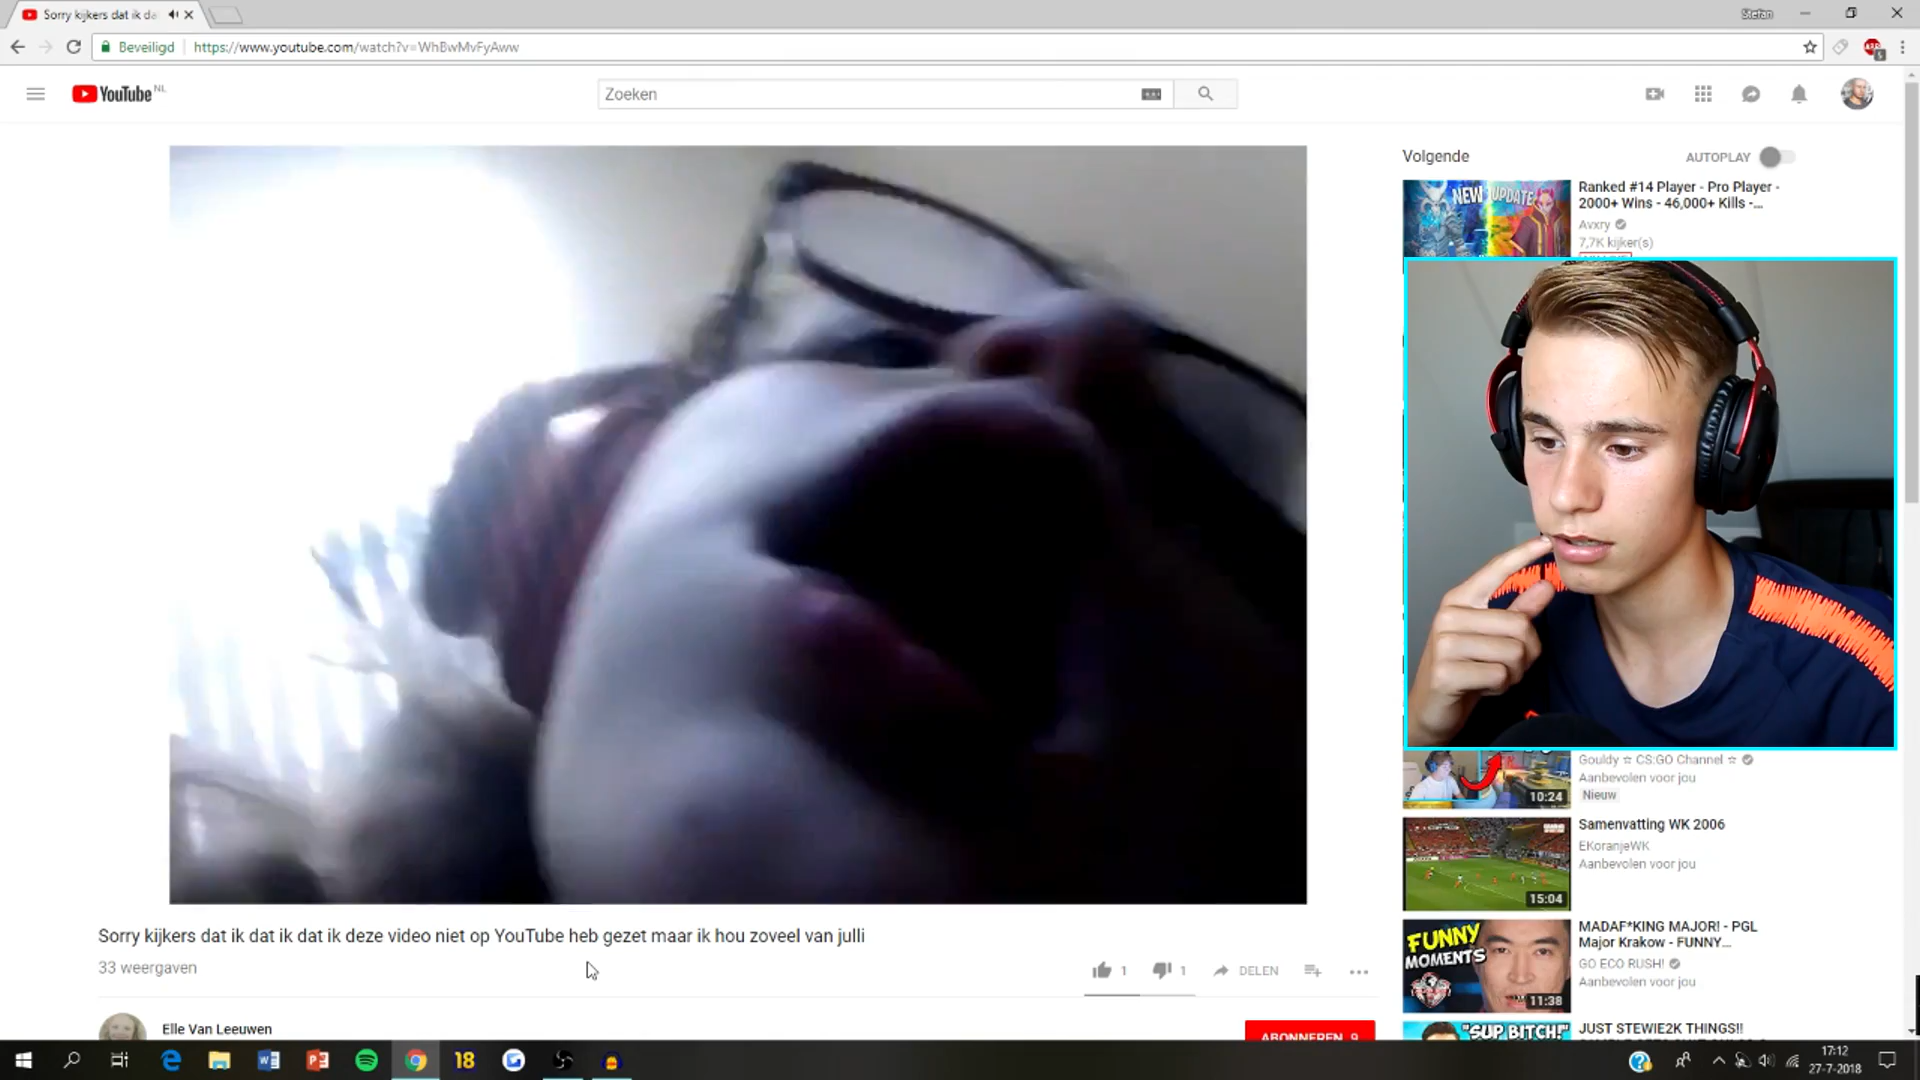 Sorry kijkers dat ik da
Stefan
Beveiligd
https://www.youtube.com/watch?v=WhBwMvFyAww
YouTube NL
Zoeken
Volgende
AUTOPLAY
NEW UPDATE
Ranked #14 Player - Pro Player -
2000+ Wins - 46,000+ Kills -...
Avxry
7,7K kijker(s)
Gouldy ☆ CS:GO Channel ☆
Aanbevolen voor jou
Nieuw
10:24
Samenvatting WK 2006
EKoranjeWK
Aanbevolen voor jou
15:04
FUNNY
MOMENTS
11:38
MADAF*KING MAJOR! - PGL
Major Krakow - FUNNY...
GO ECO RUSH!
Aanbevolen voor jou
"SUP BITCH!"
JUST STEWIE2K THINGS!!
Sorry kijkers dat ik dat ik dat ik deze video niet op YouTube heb gezet maar ik hou zoveel van julli
33 weergaven
1
1
DELEN
Elle Van Leeuwen
ABONNEREN 9
18
17:12
27-7-2018